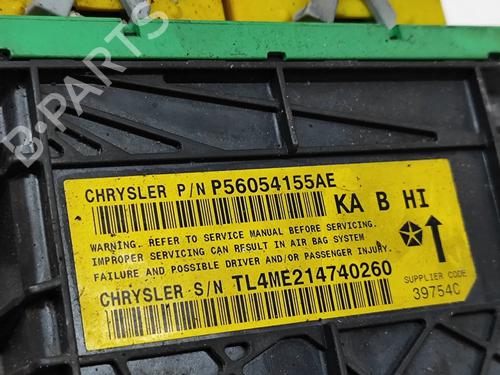 B-PARTS
CHRYSLER P/N P56054155AE
KA B HI
WARNING. REFER TO SERVICE MANUAL BEFORE SERVICING.
IMPROPER SERVICING CAN RESULT IN AIR BAG SYSTEM
FAILURE AND POSSIBLE DRIVER AND/OR PASSENGER INJURY.
CHRYSLER S/N TL4ME214740260
SUPPLIER CODE
39754C